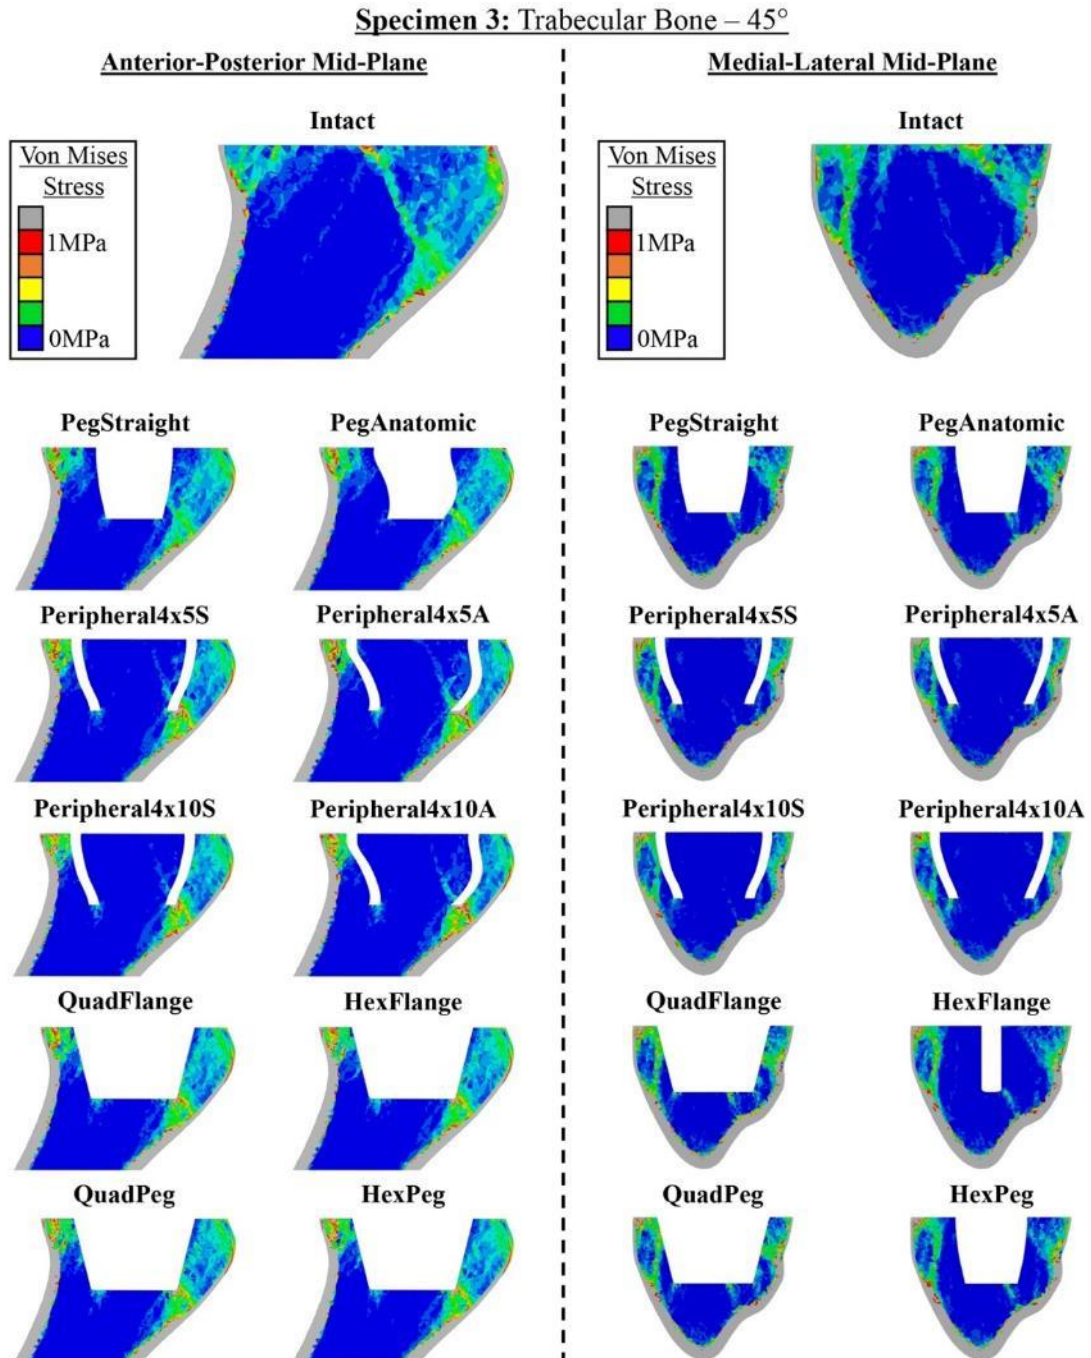 Specimen 3: Trabecular Bone – 45°
Anterior-Posterior Mid-Plane
Intact
Von Mises
Stress
1MPa
0MPa
PegStraight PegAnatomic
Peripheral4x5S Peripheral4x5A
Peripheral4x10S Peripheral4x10A
QuadFlange HexFlange
QuadPeg HexPeg
Medial-Lateral Mid-Plane
Intact
Von Mises
Stress
1MPa
0MPa
PegStraight PegAnatomic
Peripheral4x5S Peripheral4x5A
Peripheral4x10S Peripheral4x10A
QuadFlange HexFlange
QuadPeg HexPeg